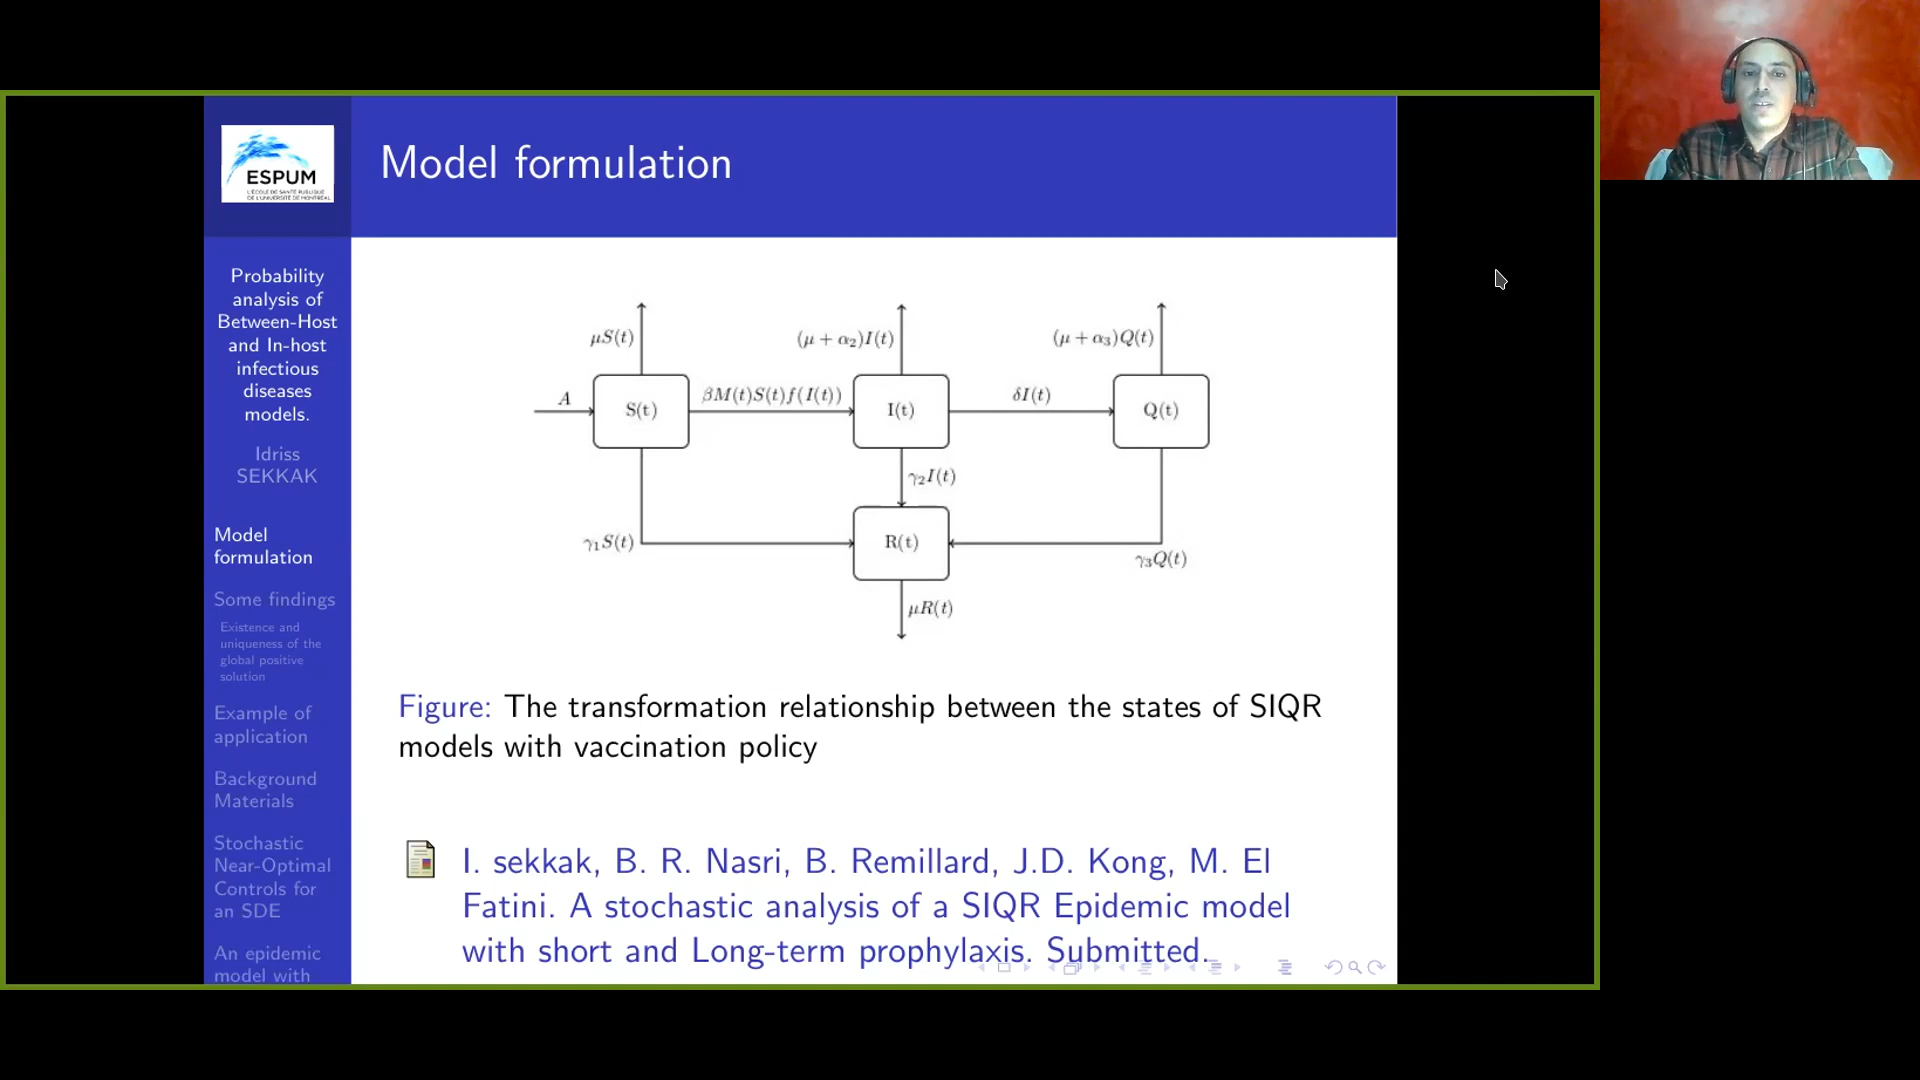 ESPUM
L'ÉCOLE DE SANTÉ PUBLIQUE
DE L'UNIVERSITÉ DE MONTRÉAL
Model formulation
Probability
analysis of
Between-Host
and In-host
infectious
diseases
models.
Idriss
SEKKAK
Model
formulation
Some findings
Existence and
uniqueness of the
global positive
solution
Example of
application
Background
Materials
Stochastic
Near-Optimal
Controls for
an SDE
An epidemic
model with
μS(t)
(μ + α₂)I(t)
(μ + α₃)Q(t)
A
S(t)
βM(t)S(t)f(I(t))
I(t)
δI(t)
Q(t)
γ₂I(t)
γ₁S(t)
R(t)
γ₃Q(t)
μR(t)
Figure: The transformation relationship between the states of SIQR
models with vaccination policy
I. sekkak, B. R. Nasri, B. Remillard, J.D. Kong, M. El
Fatini. A stochastic analysis of a SIQR Epidemic model
with short and Long-term prophylaxis. Submitted.